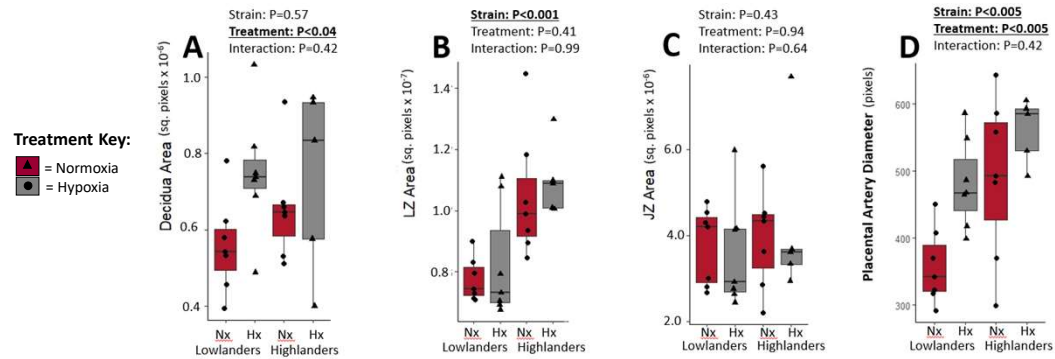 Treatment Key:
= Normoxia
= Hypoxia
A
Strain: P=0.57
Treatment: P<0.04
Interaction: P=0.42
Decidua Area (sq. pixels x 10⁻⁶)
1.0
0.8
0.6
0.4
Nx Hx Nx Hx
Lowlanders Highlanders
B
Strain: P<0.001
Treatment: P=0.41
Interaction: P=0.99
LZ Area (sq. pixels x 10⁻⁷)
1.4
1.2
1.0
0.8
Nx Hx Nx Hx
Lowlanders Highlanders
C
Strain: P=0.43
Treatment: P=0.94
Interaction: P=0.64
JZ Area (sq. pixels x 10⁻⁶)
6.0
4.0
2.0
Nx Hx Nx Hx
Lowlanders Highlanders
D
Strain: P<0.005
Treatment: P<0.005
Interaction: P=0.42
Placental Artery Diameter (pixels)
600
500
400
300
Nx Hx Nx Hx
Lowlanders Highlanders